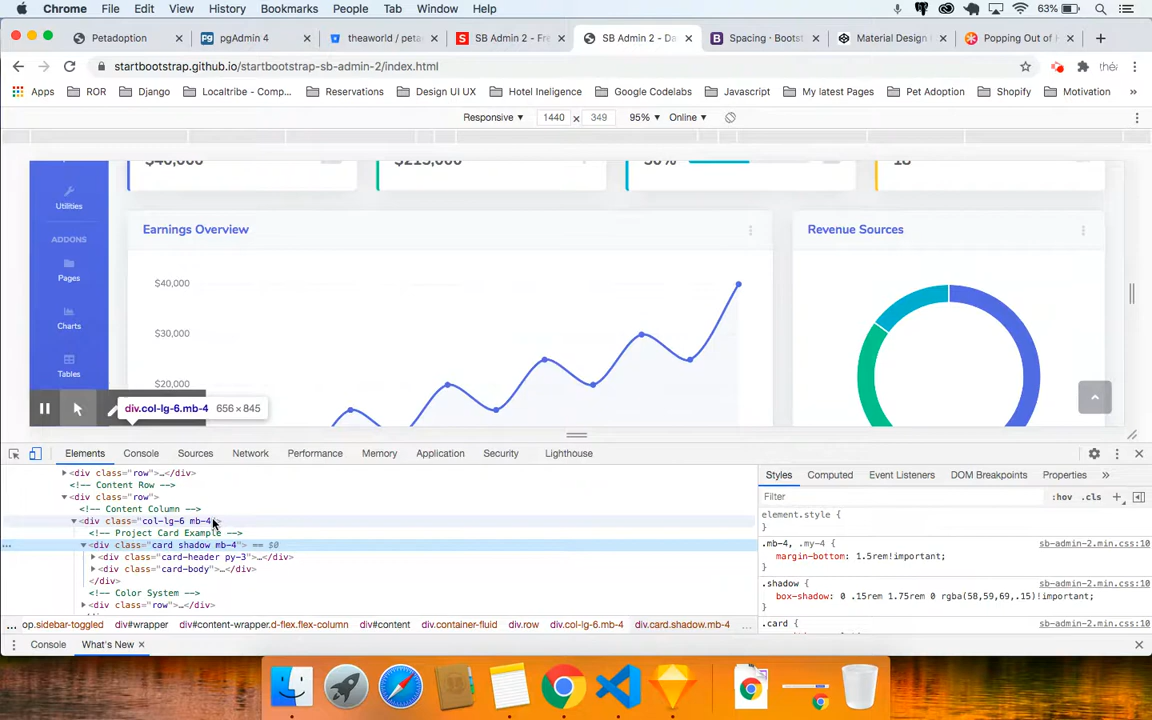 Chrome File Edit View History Bookmarks People Tab Window Help 63%
Petadoption × pgAdmin 4 × theaworld / peta × SB Admin 2 - Fre × SB Admin 2 - Da × Spacing · Boots × Material Design × Popping Out of H × +
startbootstrap.github.io/startbootstrap-sb-admin-2/index.html
Apps ROR Django Localtribe - Comp... Reservations Design UI UX Hotel Ineligence Google Codelabs Javascript My latest Pages Pet Adoption Shopify Motivation »
Responsive ▼ 1440 × 349 95% ▼ Online ▼
$40,000 $215,000 50% 18
Utilities
ADDONS
Pages
Charts
Tables
Earnings Overview
$40,000
$30,000
$20,000
Revenue Sources
div.col-lg-6.mb-4 656 × 845
Elements Console Sources Network Performance Memory Application Security Lighthouse
▶<div class="row">…</div>
<!-- Content Row -->
▼<div class="row">
<!-- Content Column -->
▼<div class="col-lg-6 mb-4">
<!-- Project Card Example -->
▼<div class="card shadow mb-4"> == $0
▶<div class="card-header py-3">…</div>
▶<div class="card-body">…</div>
</div>
<!-- Color System -->
▶<div class="row">…</div>
... op.sidebar-toggled div#wrapper div#content-wrapper.d-flex.flex-column div#content div.container-fluid div.row div.col-lg-6.mb-4 div.card.shadow.mb-4 ...
Styles Computed Event Listeners DOM Breakpoints Properties »
Filter :hov .cls +
element.style {
}
.mb-4, .my-4 { sb-admin-2.min.css:10
margin-bottom: 1.5rem!important;
}
.shadow { sb-admin-2.min.css:10
box-shadow: 0 .15rem 1.75rem 0 rgba(58,59,69,.15)!important;
}
.card { sb-admin-2.min.css:10
Console What's New ×